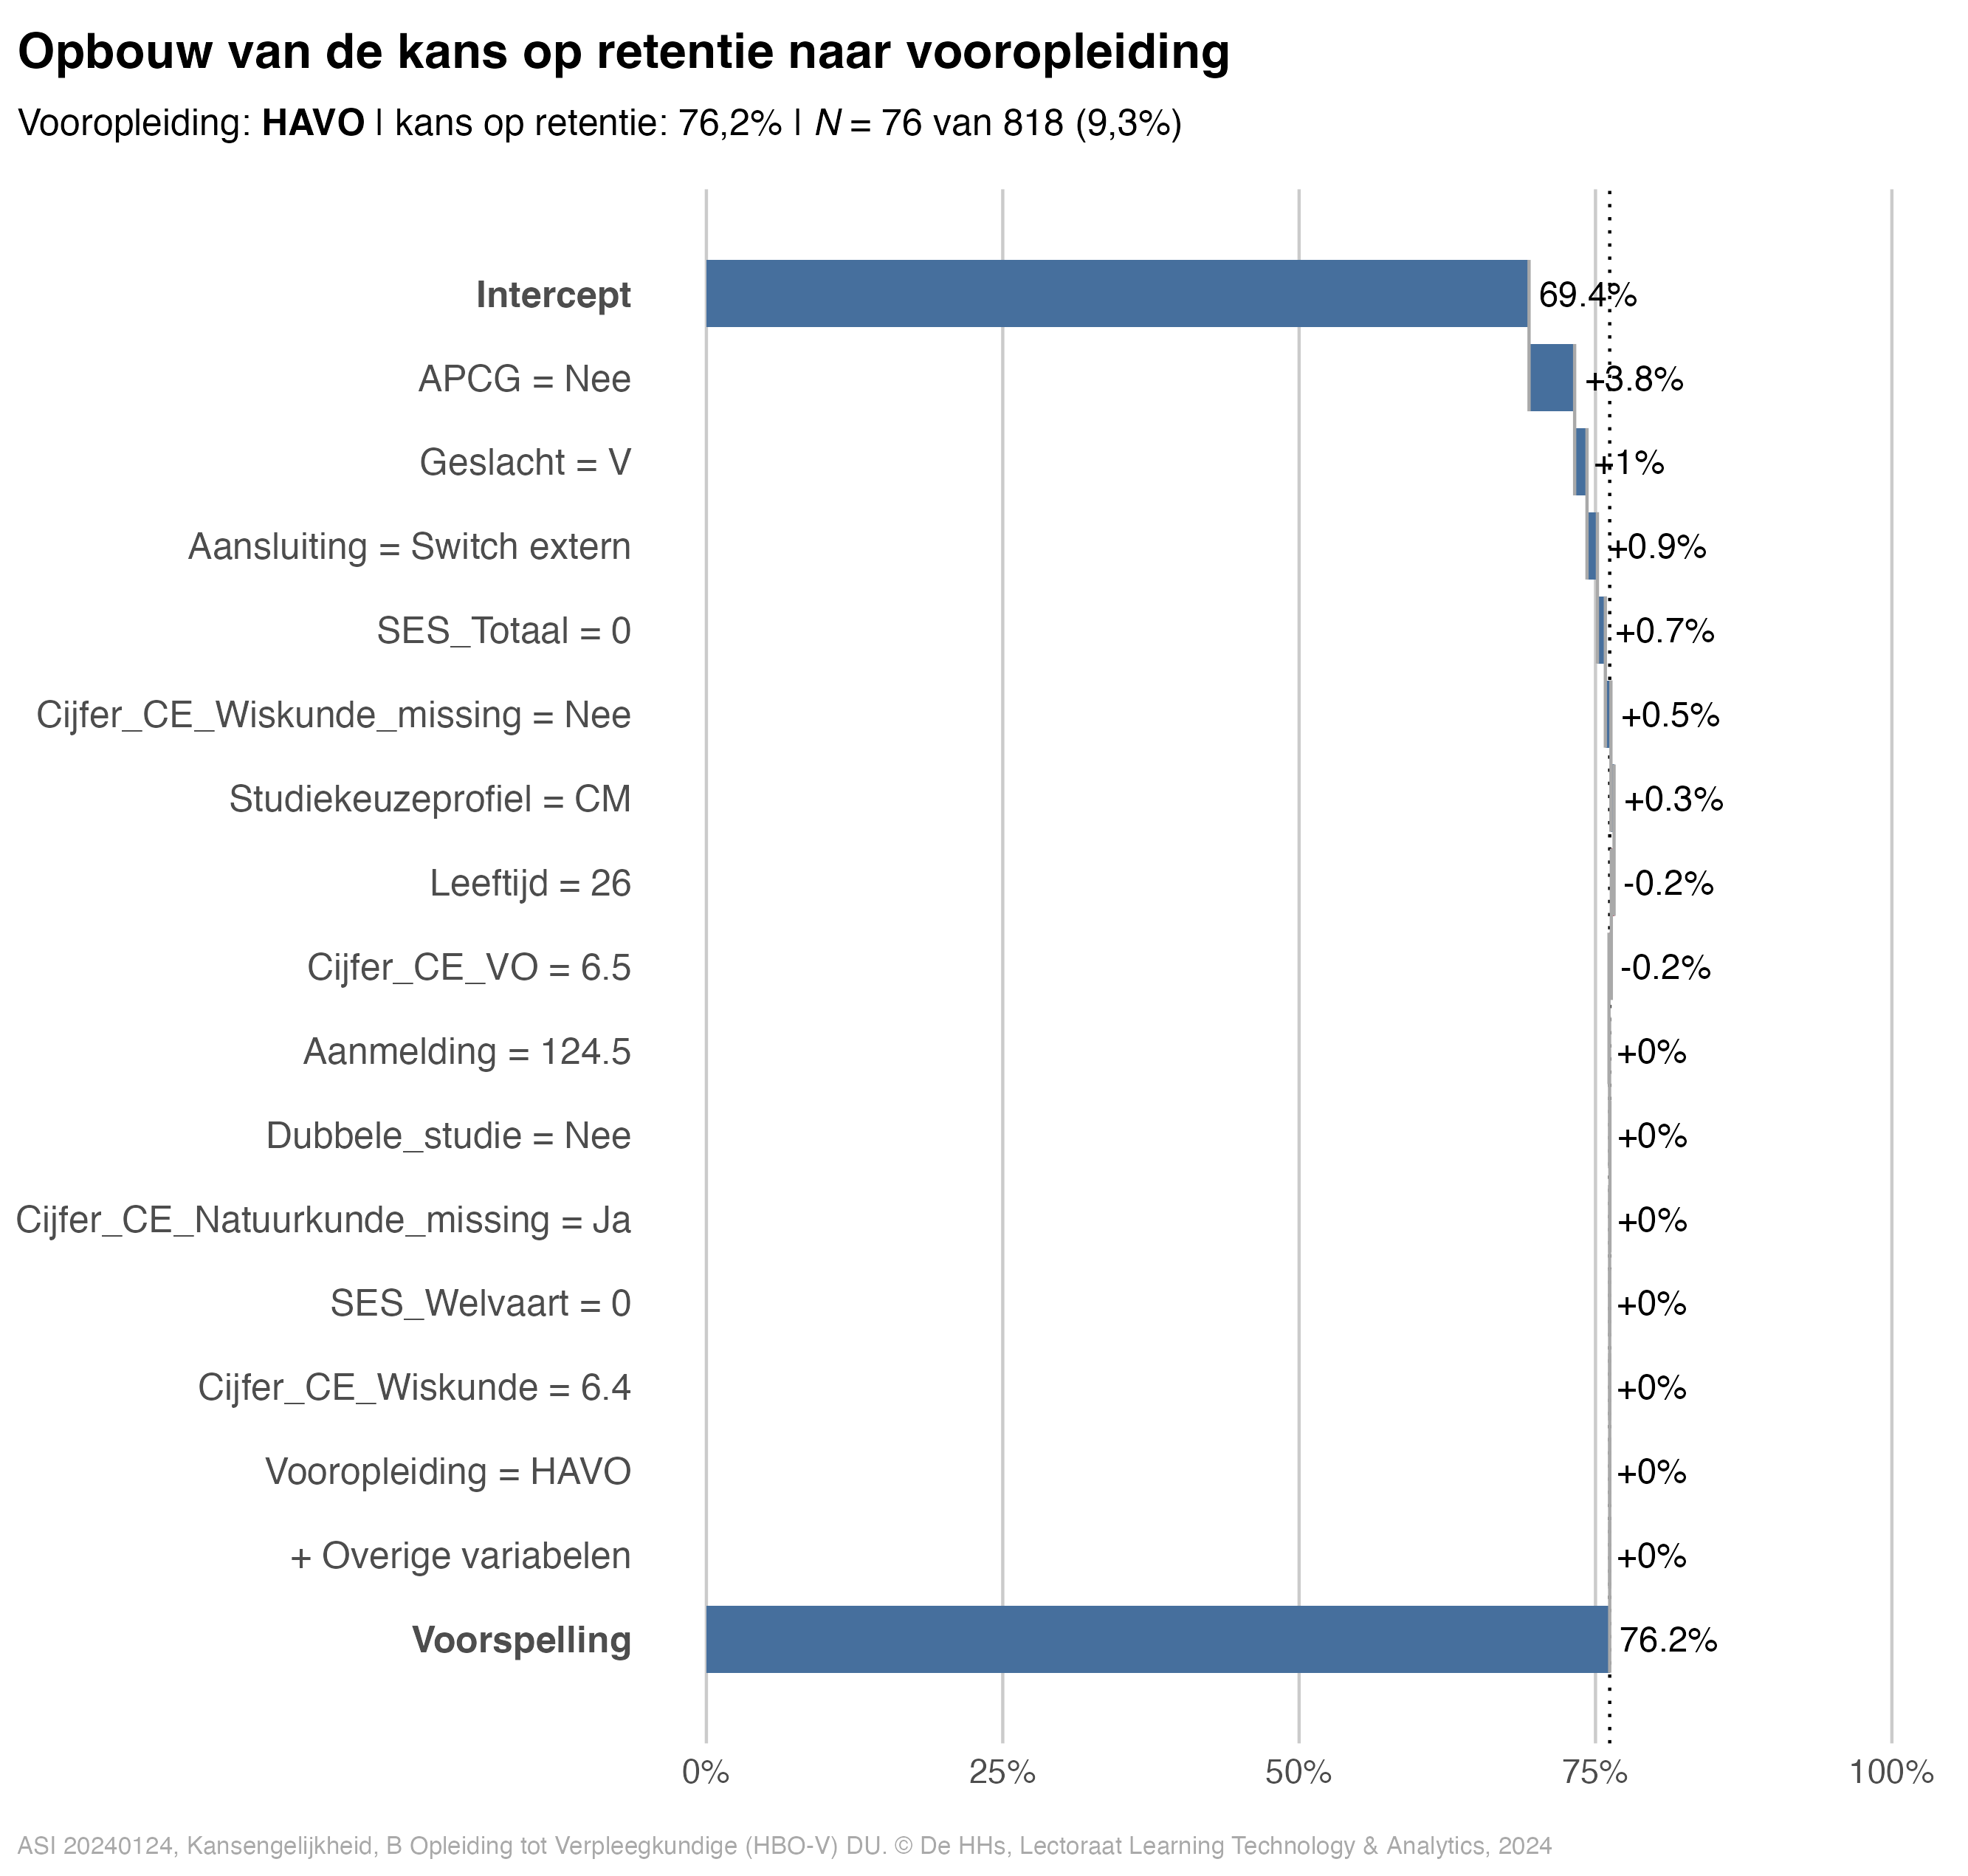 Opbouw van de kans op retentie naar vooropleiding
Vooropleiding: HAVO | kans op retentie: 76,2% | N = 76 van 818 (9,3%)
Intercept 69.4%
APCG = Nee +3.8%
Geslacht = V +1%
Aansluiting = Switch extern +0.9%
SES_Totaal = 0 +0.7%
Cijfer_CE_Wiskunde_missing = Nee +0.5%
Studiekeuzeprofiel = CM +0.3%
Leeftijd = 26 -0.2%
Cijfer_CE_VO = 6.5 -0.2%
Aanmelding = 124.5 +0%
Dubbele_studie = Nee +0%
Cijfer_CE_Natuurkunde_missing = Ja +0%
SES_Welvaart = 0 +0%
Cijfer_CE_Wiskunde = 6.4 +0%
Vooropleiding = HAVO +0%
+ Overige variabelen +0%
Voorspelling 76.2%
0% 25% 50% 75% 100%
ASI 20240124, Kansengelijkheid, B Opleiding tot Verpleegkundige (HBO-V) DU. © De HHs, Lectoraat Learning Technology & Analytics, 2024